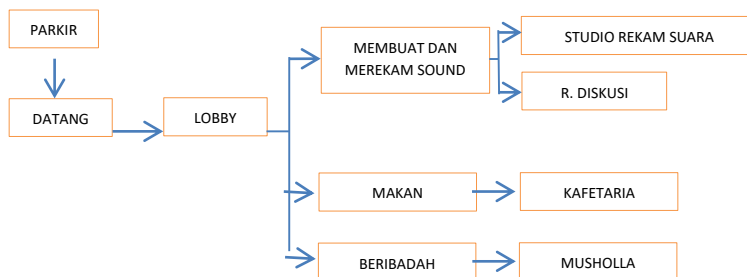 PARKIR
DATANG
LOBBY
MEMBUAT DAN
MEREKAM SOUND
STUDIO REKAM SUARA
R. DISKUSI
MAKAN
KAFETARIA
BERIBADAH
MUSHOLLA